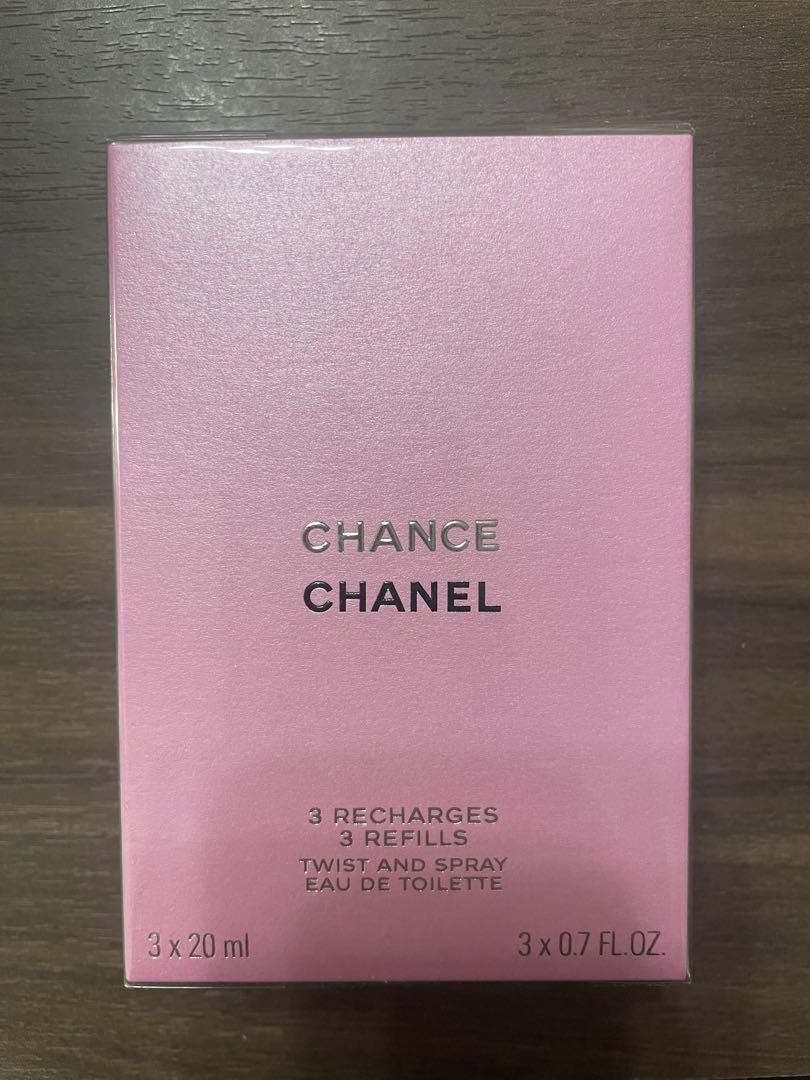 CHANCE
CHANEL
3 RECHARGES
3 REFILLS
TWIST AND SPRAY
EAU DE TOILETTE
3 x 20 ml 3 x 0.7 FL.OZ.